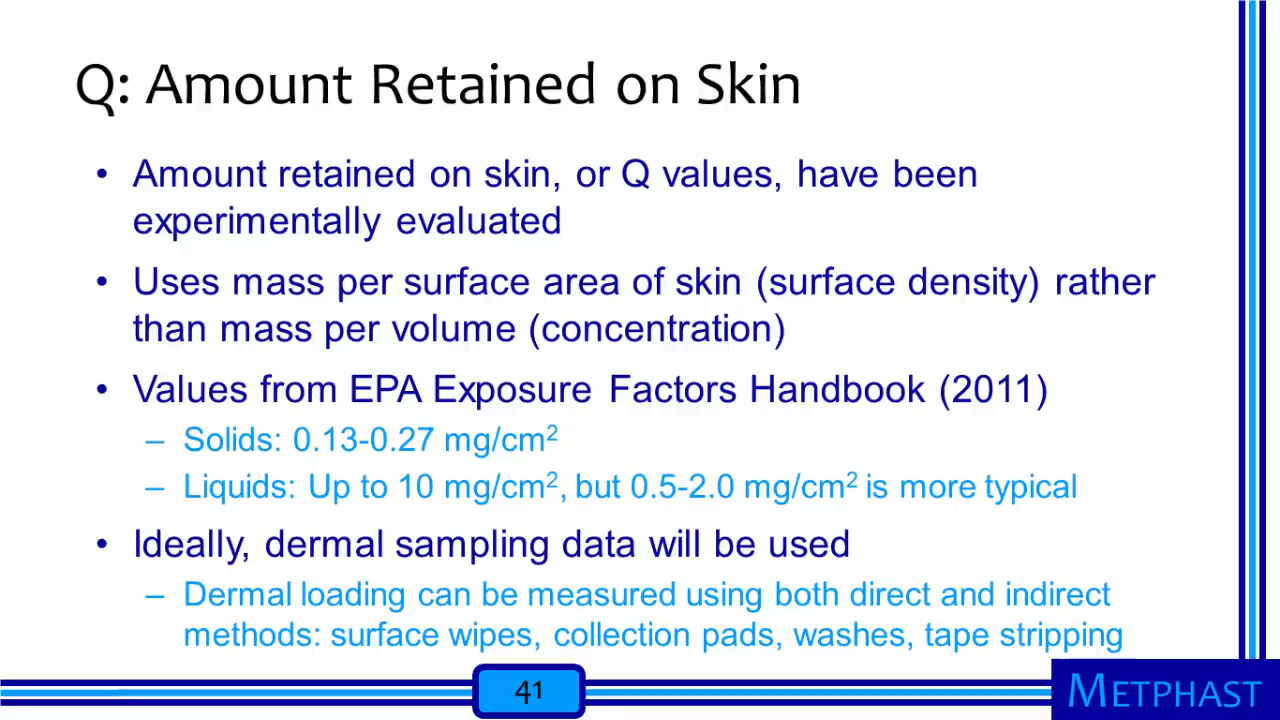 Q: Amount Retained on Skin
• Amount retained on skin, or Q values, have been
experimentally evaluated
• Uses mass per surface area of skin (surface density) rather
than mass per volume (concentration)
• Values from EPA Exposure Factors Handbook (2011)
– Solids: 0.13-0.27 mg/cm²
– Liquids: Up to 10 mg/cm², but 0.5-2.0 mg/cm² is more typical
• Ideally, dermal sampling data will be used
– Dermal loading can be measured using both direct and indirect
methods: surface wipes, collection pads, washes, tape stripping
41
METPHAST